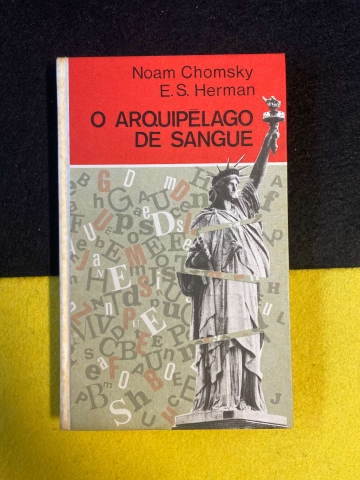 Noam Chomsky
E. S. Herman
O ARQUIPÉLAGO
DE SANGUE